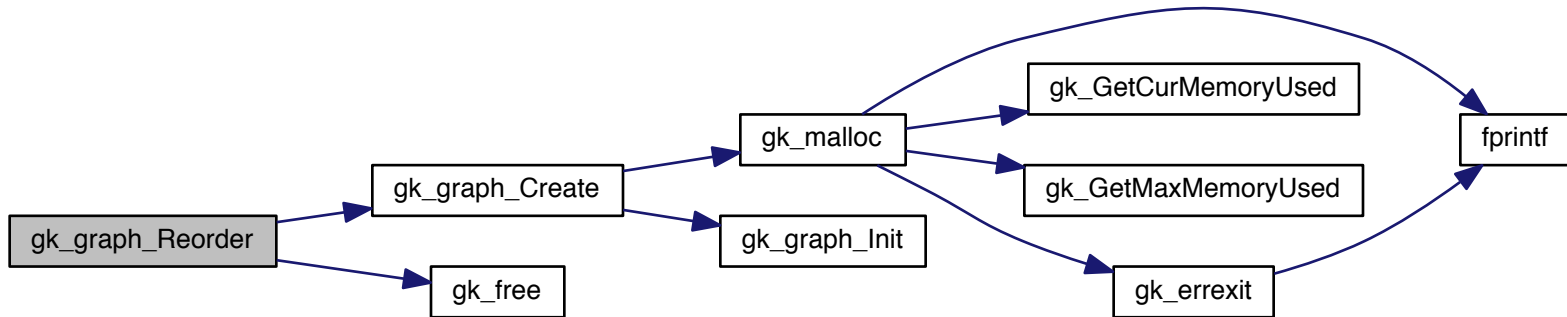 gk_graph_Reorder
gk_graph_Create
gk_free
gk_malloc
gk_graph_Init
gk_GetCurMemoryUsed
gk_GetMaxMemoryUsed
gk_errexit
fprintf